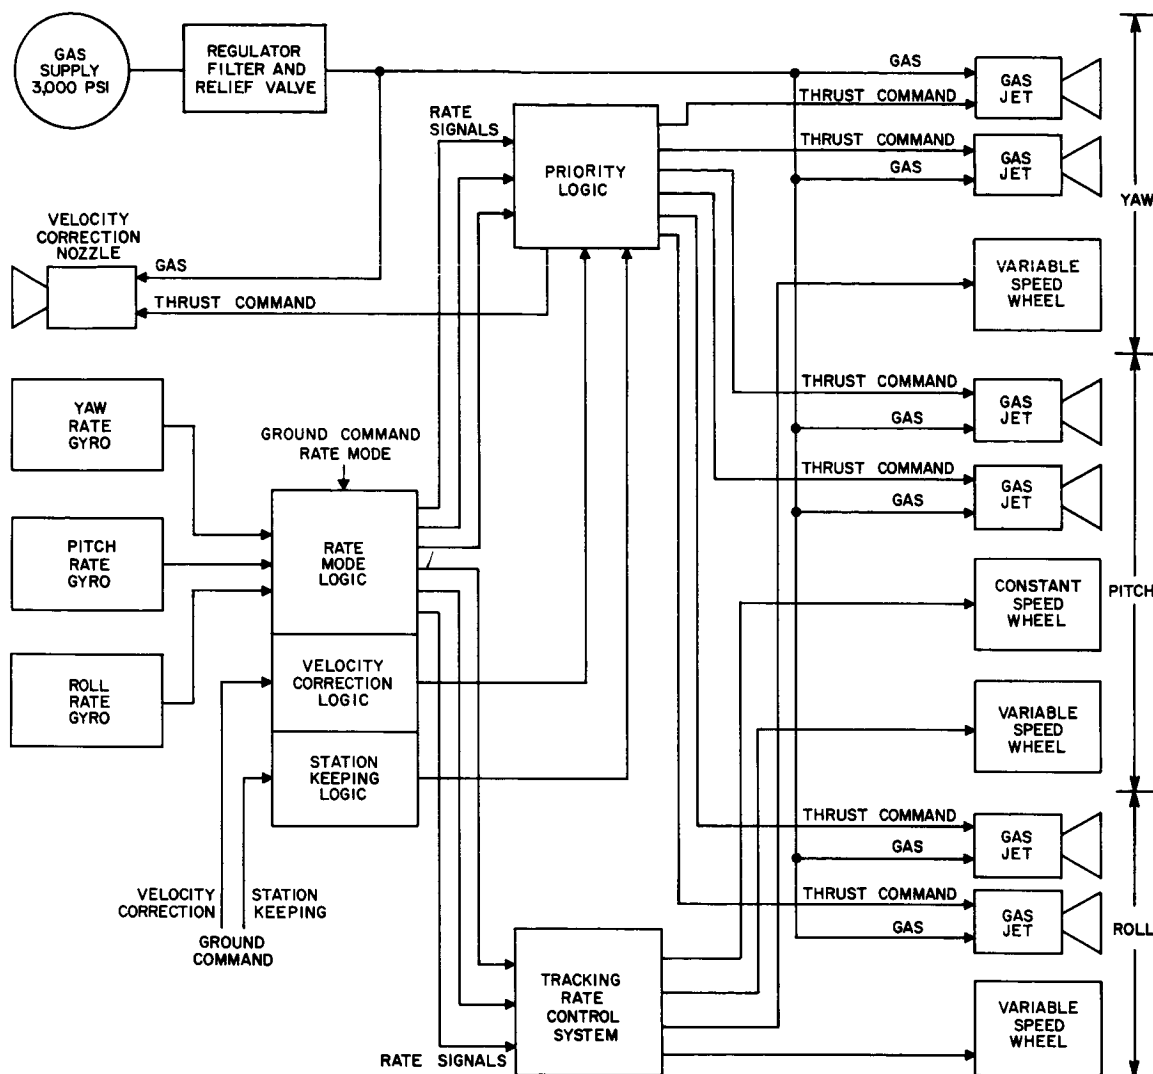 GAS
SUPPLY
3,000 PSI
REGULATOR
FILTER AND
RELIEF VALVE
GAS
THRUST COMMAND
GAS
JET
RATE
SIGNALS
PRIORITY
LOGIC
THRUST COMMAND
GAS
GAS
JET
YAW
VELOCITY
CORRECTION
NOZZLE
GAS
THRUST COMMAND
VARIABLE
SPEED
WHEEL
YAW
RATE
GYRO
GROUND COMMAND
RATE MODE
THRUST COMMAND
GAS
GAS
JET
THRUST COMMAND
GAS
GAS
JET
PITCH
RATE
GYRO
RATE
MODE
LOGIC
CONSTANT
SPEED
WHEEL
PITCH
ROLL
RATE
GYRO
VELOCITY
CORRECTION
LOGIC
STATION
KEEPING
LOGIC
VARIABLE
SPEED
WHEEL
THRUST COMMAND
GAS
GAS
JET
VELOCITY
CORRECTION
STATION
KEEPING
GROUND
COMMAND
THRUST COMMAND
GAS
GAS
JET
ROLL
TRACKING
RATE
CONTROL
SYSTEM
RATE SIGNALS
VARIABLE
SPEED
WHEEL